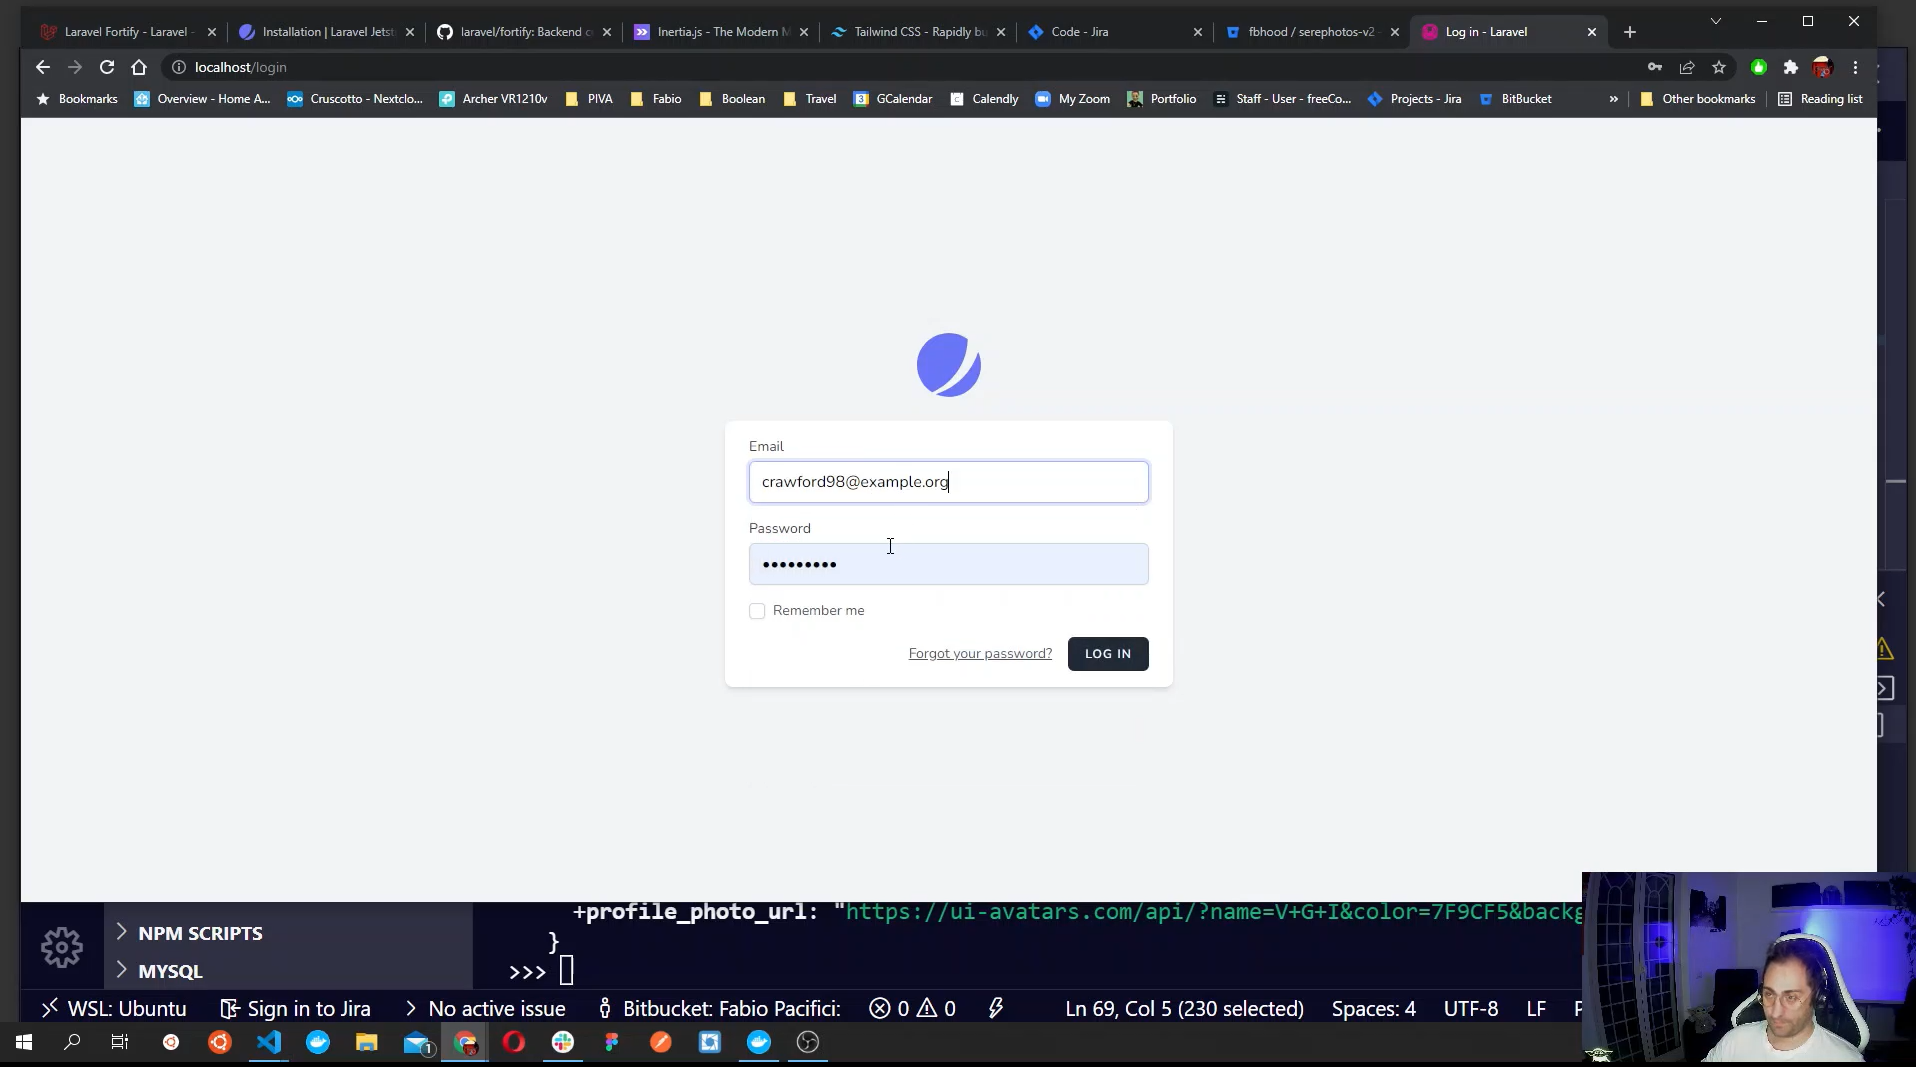 Laravel Fortify - Laravel -
Installation | Laravel Jetst
laravel/fortify: Backend c
Inertia.js - The Modern M
Tailwind CSS - Rapidly bu
Code - Jira
fbhood / serephotos-v2 -
Log in - Laravel
localhost/login
Bookmarks
Overview - Home A...
Cruscotto - Nextclo...
Archer VR1210v
PIVA
Fabio
Boolean
Travel
GCalendar
Calendly
My Zoom
Portfolio
Staff - User - freeCo...
Projects - Jira
BitBucket
»
Other bookmarks
Reading list
Email
crawford98@example.org
Password
•••••••••
Remember me
Forgot your password?
LOG IN
+profile_photo_url: "https://ui-avatars.com/api/?name=V+G+I&color=7F9CF5&backg
}
>>>
NPM SCRIPTS
MYSQL
WSL: Ubuntu
Sign in to Jira
No active issue
Bitbucket: Fabio Pacifici:
0
0
Ln 69, Col 5 (230 selected)
Spaces: 4
UTF-8
LF
1